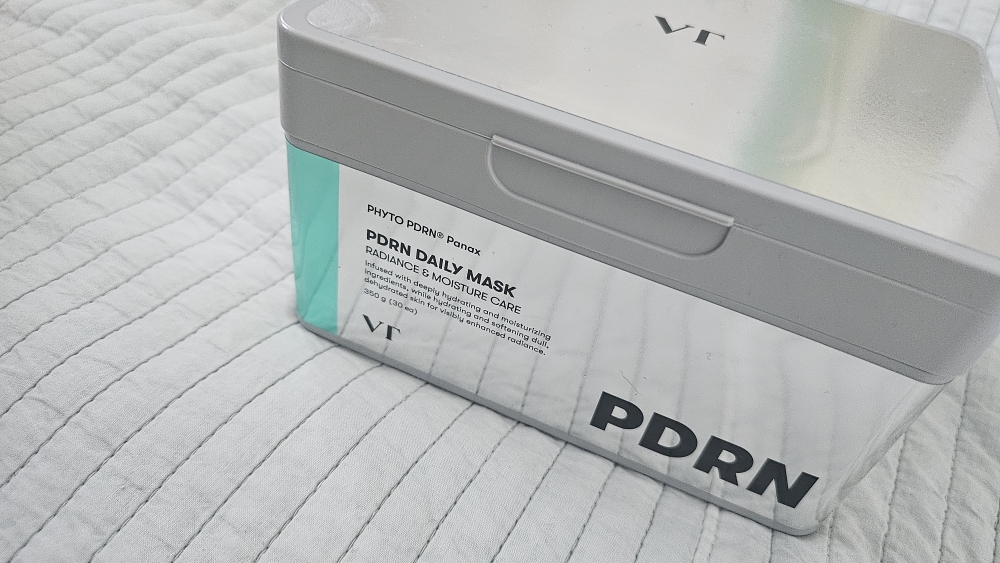 VT
PHYTO PDRN® Panax
PDRN DAILY MASK
RADIANCE & MOISTURE CARE
Infused with deeply hydrating and moisturizing
ingredients, while hydrating and softening dull,
dehydrated skin for visibly enhanced radiance.
350 g (30 ea)
VT
PDRN